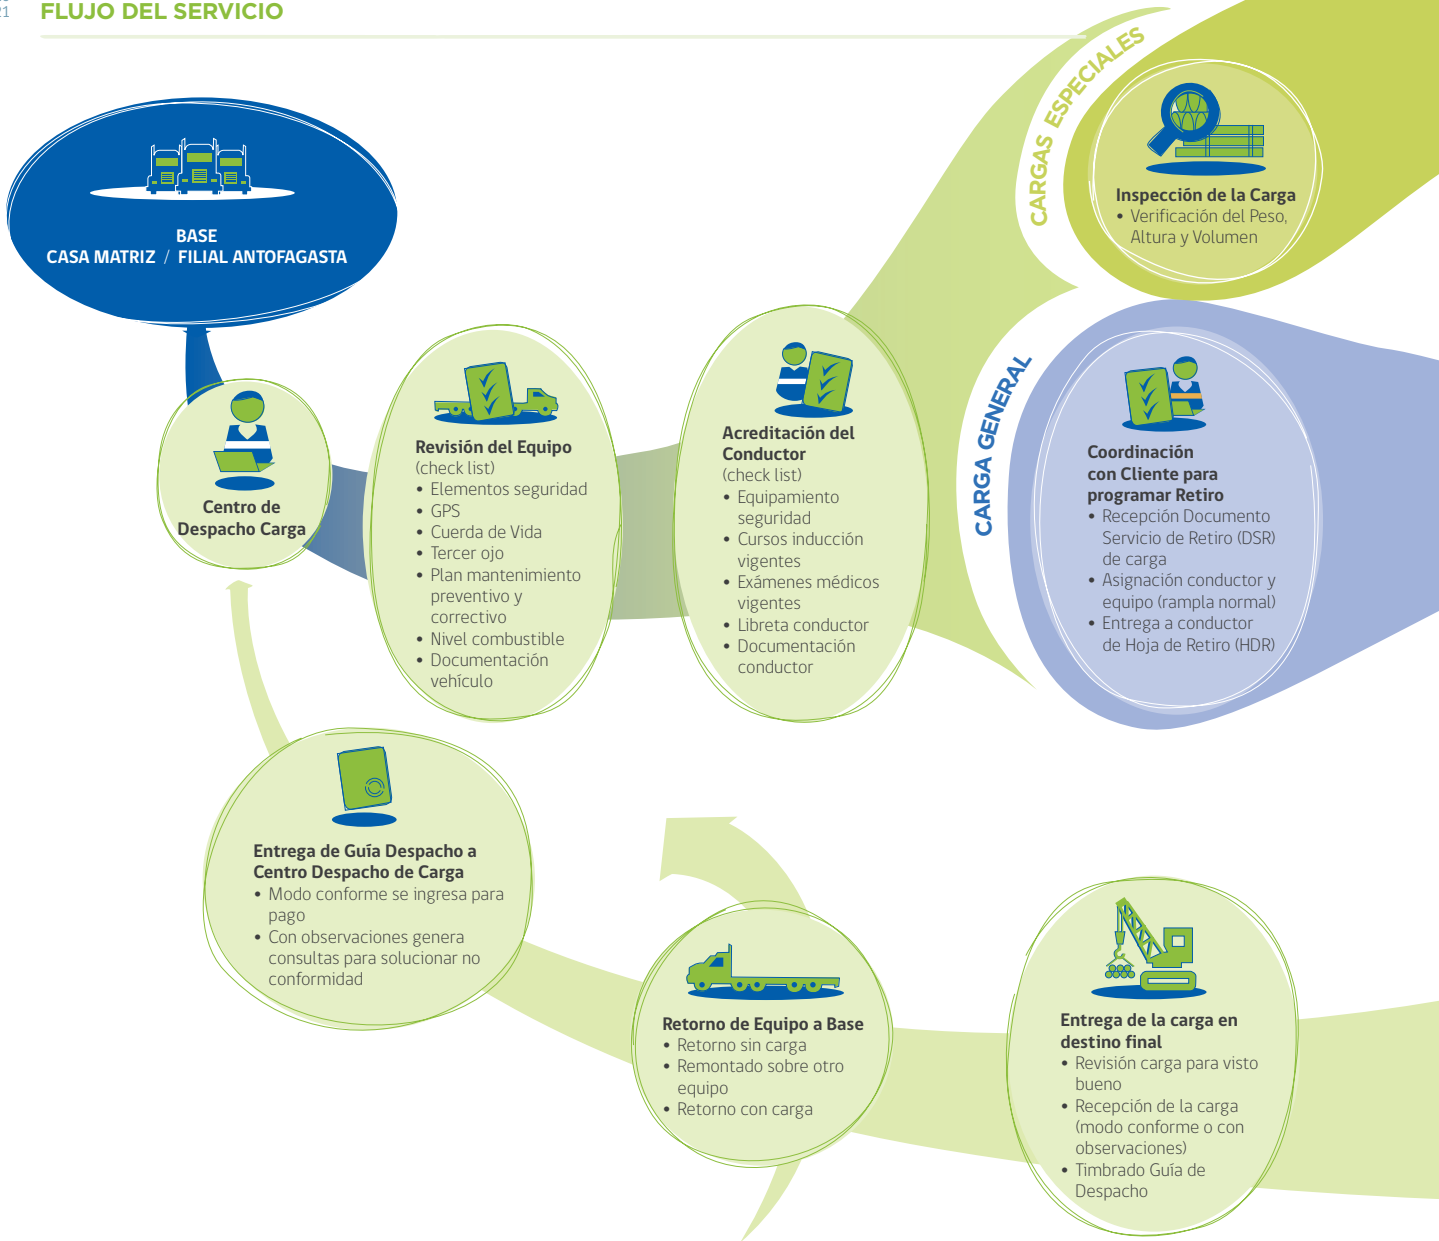 21
FLUJO DEL SERVICIO
BASE
CASA MATRIZ / FILIAL ANTOFAGASTA
Centro de
Despacho Carga
Revisión del Equipo
(check list)
• Elementos seguridad
• GPS
• Cuerda de Vida
• Tercer ojo
• Plan mantenimiento
preventivo y
correctivo
• Nivel combustible
• Documentación
vehículo
Acreditación del
Conductor
(check list)
• Equipamiento
seguridad
• Cursos inducción
vigentes
• Exámenes médicos
vigentes
• Libreta conductor
• Documentación
conductor
CARGAS ESPECIALES
Inspección de la Carga
• Verificación del Peso,
Altura y Volumen
CARGA GENERAL
Coordinación
con Cliente para
programar Retiro
• Recepción Documento
Servicio de Retiro (DSR)
de carga
• Asignación conductor y
equipo (rampla normal)
• Entrega a conductor
de Hoja de Retiro (HDR)
Entrega de Guía Despacho a
Centro Despacho de Carga
• Modo conforme se ingresa para
pago
• Con observaciones genera
consultas para solucionar no
conformidad
Retorno de Equipo a Base
• Retorno sin carga
• Remontado sobre otro
equipo
• Retorno con carga
Entrega de la carga en
destino final
• Revisión carga para visto
bueno
• Recepción de la carga
(modo conforme o con
observaciones)
• Timbrado Guía de
Despacho